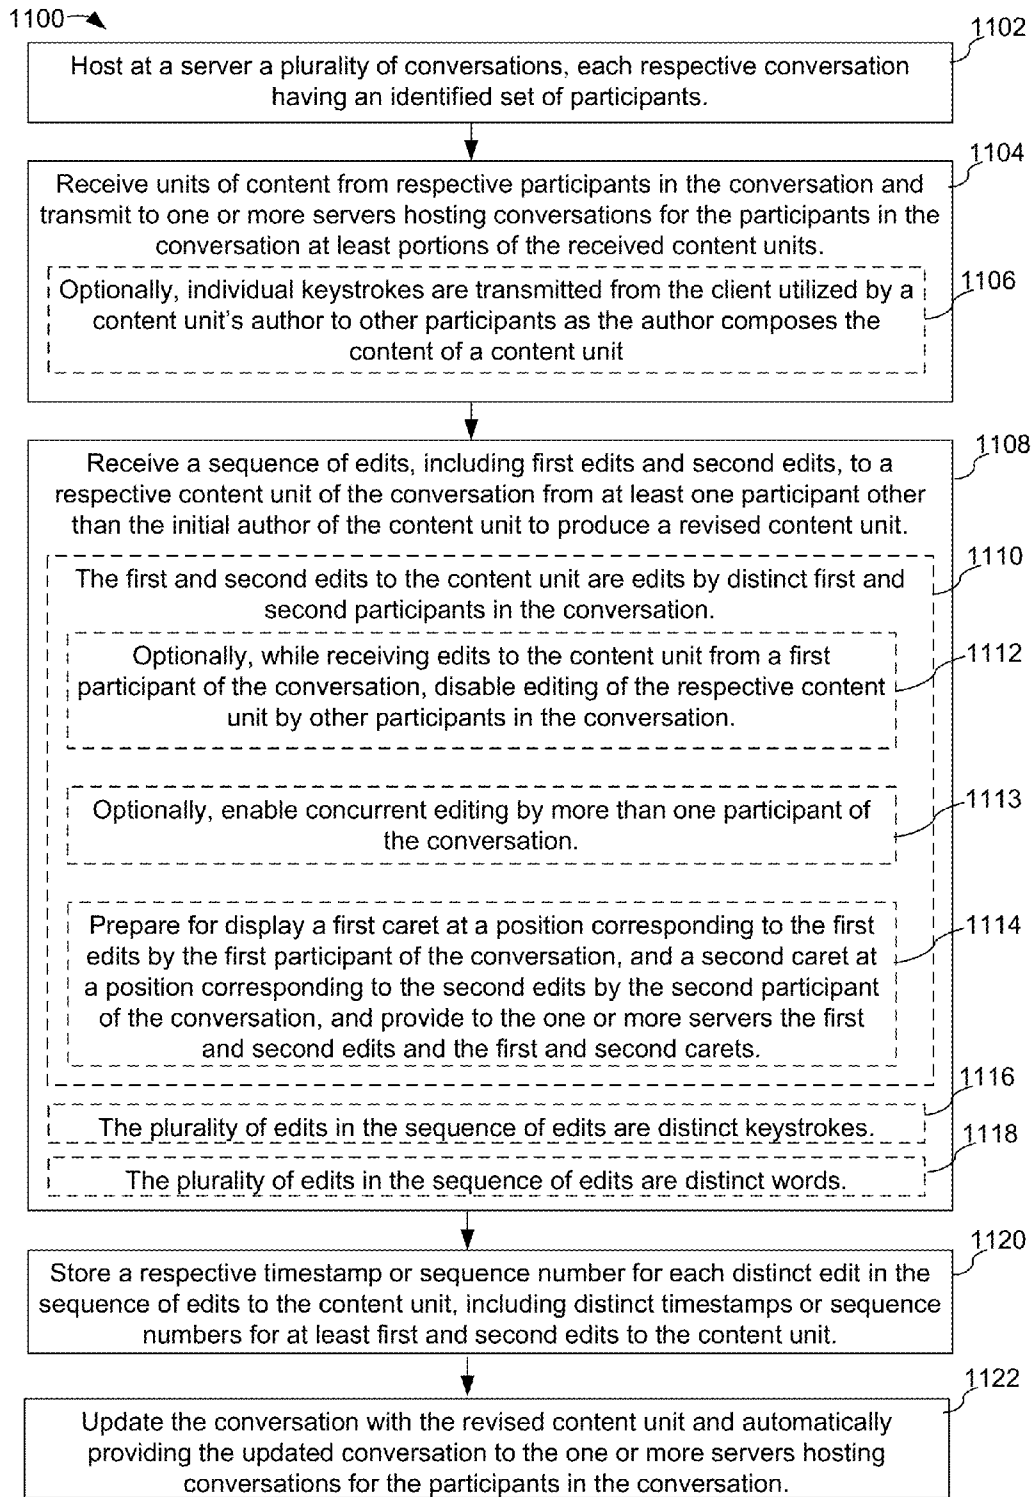 1100
1102
Host at a server a plurality of conversations, each respective conversation
having an identified set of participants.
1104
Receive units of content from respective participants in the conversation and
transmit to one or more servers hosting conversations for the participants in the
conversation at least portions of the received content units.
1106
Optionally, individual keystrokes are transmitted from the client utilized by a
content unit's author to other participants as the author composes the
content of a content unit
1108
Receive a sequence of edits, including first edits and second edits, to a
respective content unit of the conversation from at least one participant other
than the initial author of the content unit to produce a revised content unit.
1110
The first and second edits to the content unit are edits by distinct first and
second participants in the conversation.
1112
Optionally, while receiving edits to the content unit from a first
participant of the conversation, disable editing of the respective content
unit by other participants in the conversation.
1113
Optionally, enable concurrent editing by more than one participant of
the conversation.
1114
Prepare for display a first caret at a position corresponding to the first
edits by the first participant of the conversation, and a second caret at
a position corresponding to the second edits by the second participant
of the conversation, and provide to the one or more servers the first
and second edits and the first and second carets.
1116
The plurality of edits in the sequence of edits are distinct keystrokes.
1118
The plurality of edits in the sequence of edits are distinct words.
1120
Store a respective timestamp or sequence number for each distinct edit in the
sequence of edits to the content unit, including distinct timestamps or sequence
numbers for at least first and second edits to the content unit.
1122
Update the conversation with the revised content unit and automatically
providing the updated conversation to the one or more servers hosting
conversations for the participants in the conversation.